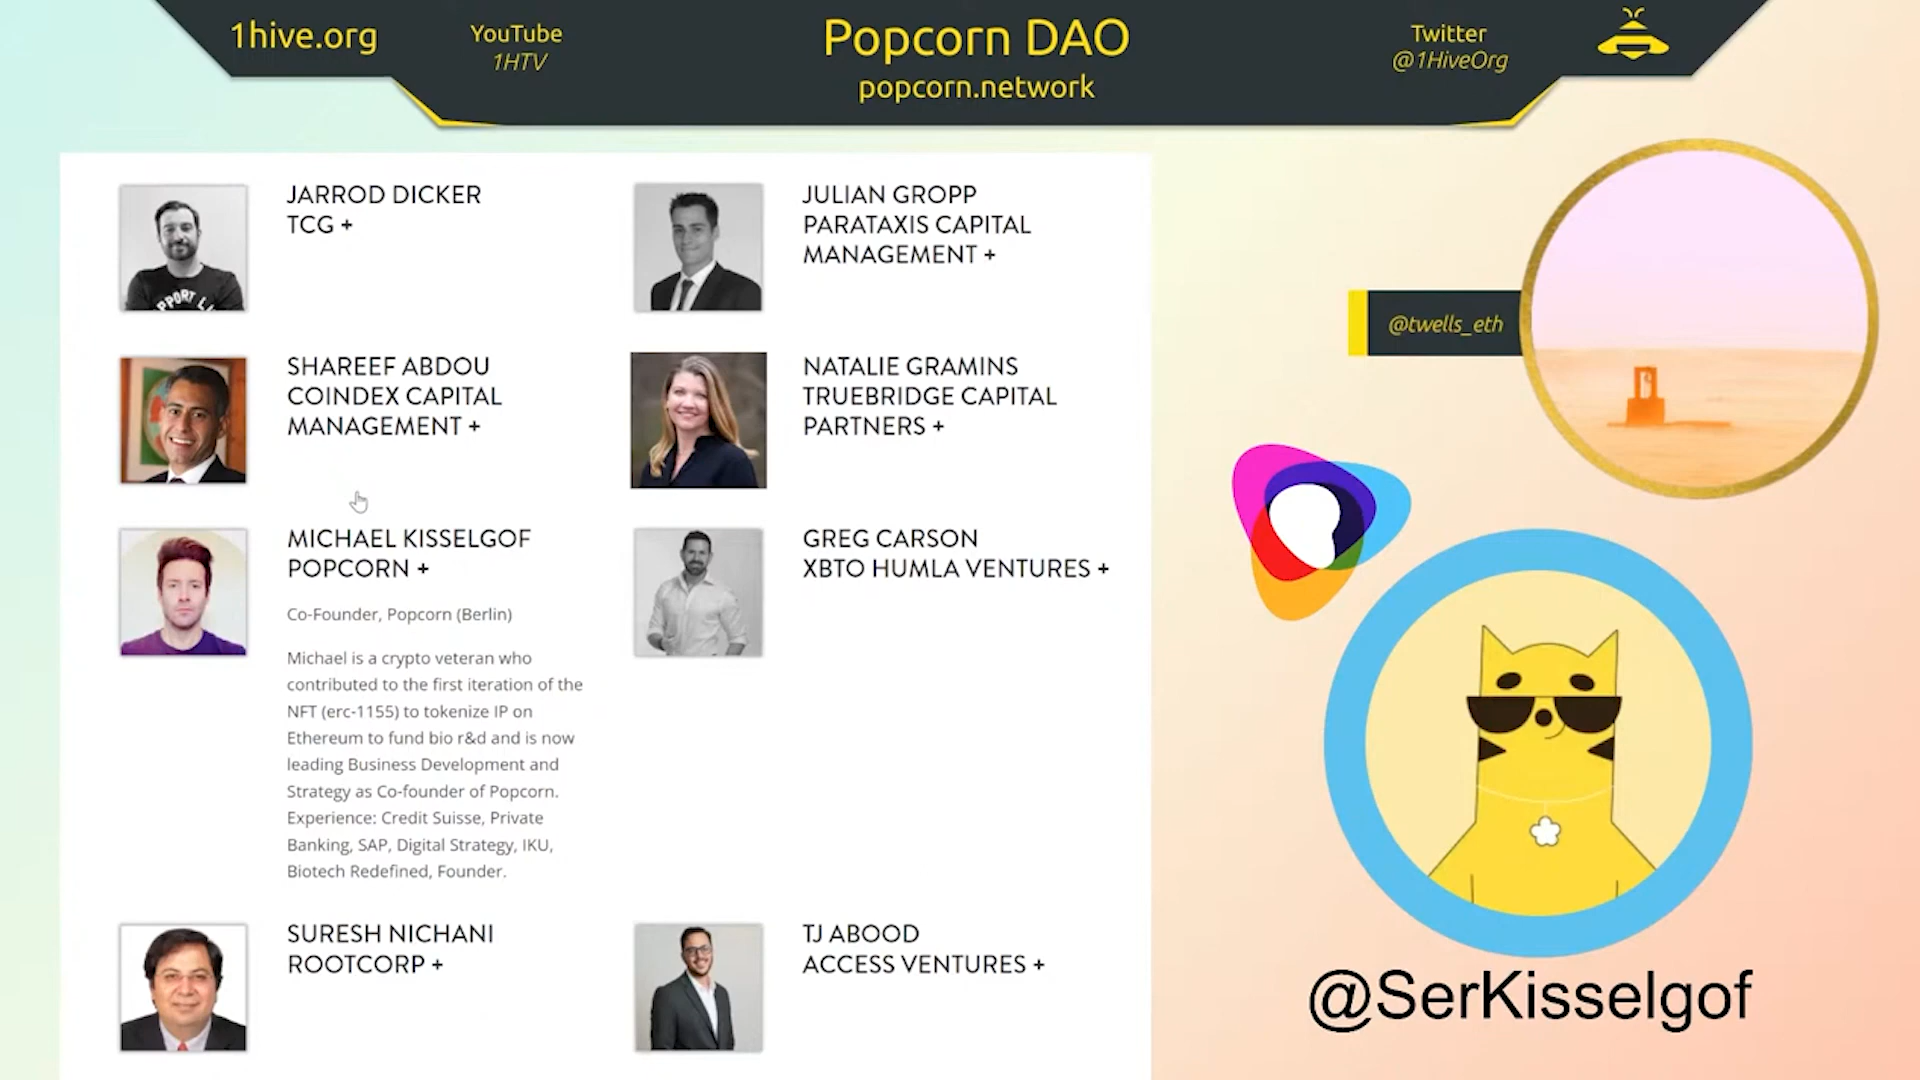 1hive.org
YouTube
1HTV
Popcorn DAO
popcorn.network
Twitter
@1HiveOrg
JARROD DICKER
TCG +
PPORT L
JULIAN GROPP
PARATAXIS CAPITAL
MANAGEMENT +
@twells_eth
SHAREEF ABDOU
COINDEX CAPITAL
MANAGEMENT +
NATALIE GRAMINS
TRUEBRIDGE CAPITAL
PARTNERS +
MICHAEL KISSELGOF
POPCORN +
Co-Founder, Popcorn (Berlin)
Michael is a crypto veteran who
contributed to the first iteration of the
NFT (erc-1155) to tokenize IP on
Ethereum to fund bio r&d and is now
leading Business Development and
Strategy as Co-founder of Popcorn.
Experience: Credit Suisse, Private
Banking, SAP, Digital Strategy, IKU,
Biotech Redefined, Founder.
GREG CARSON
XBTO HUMLA VENTURES +
SURESH NICHANI
ROOTCORP +
TJ ABOOD
ACCESS VENTURES +
@SerKisselgof